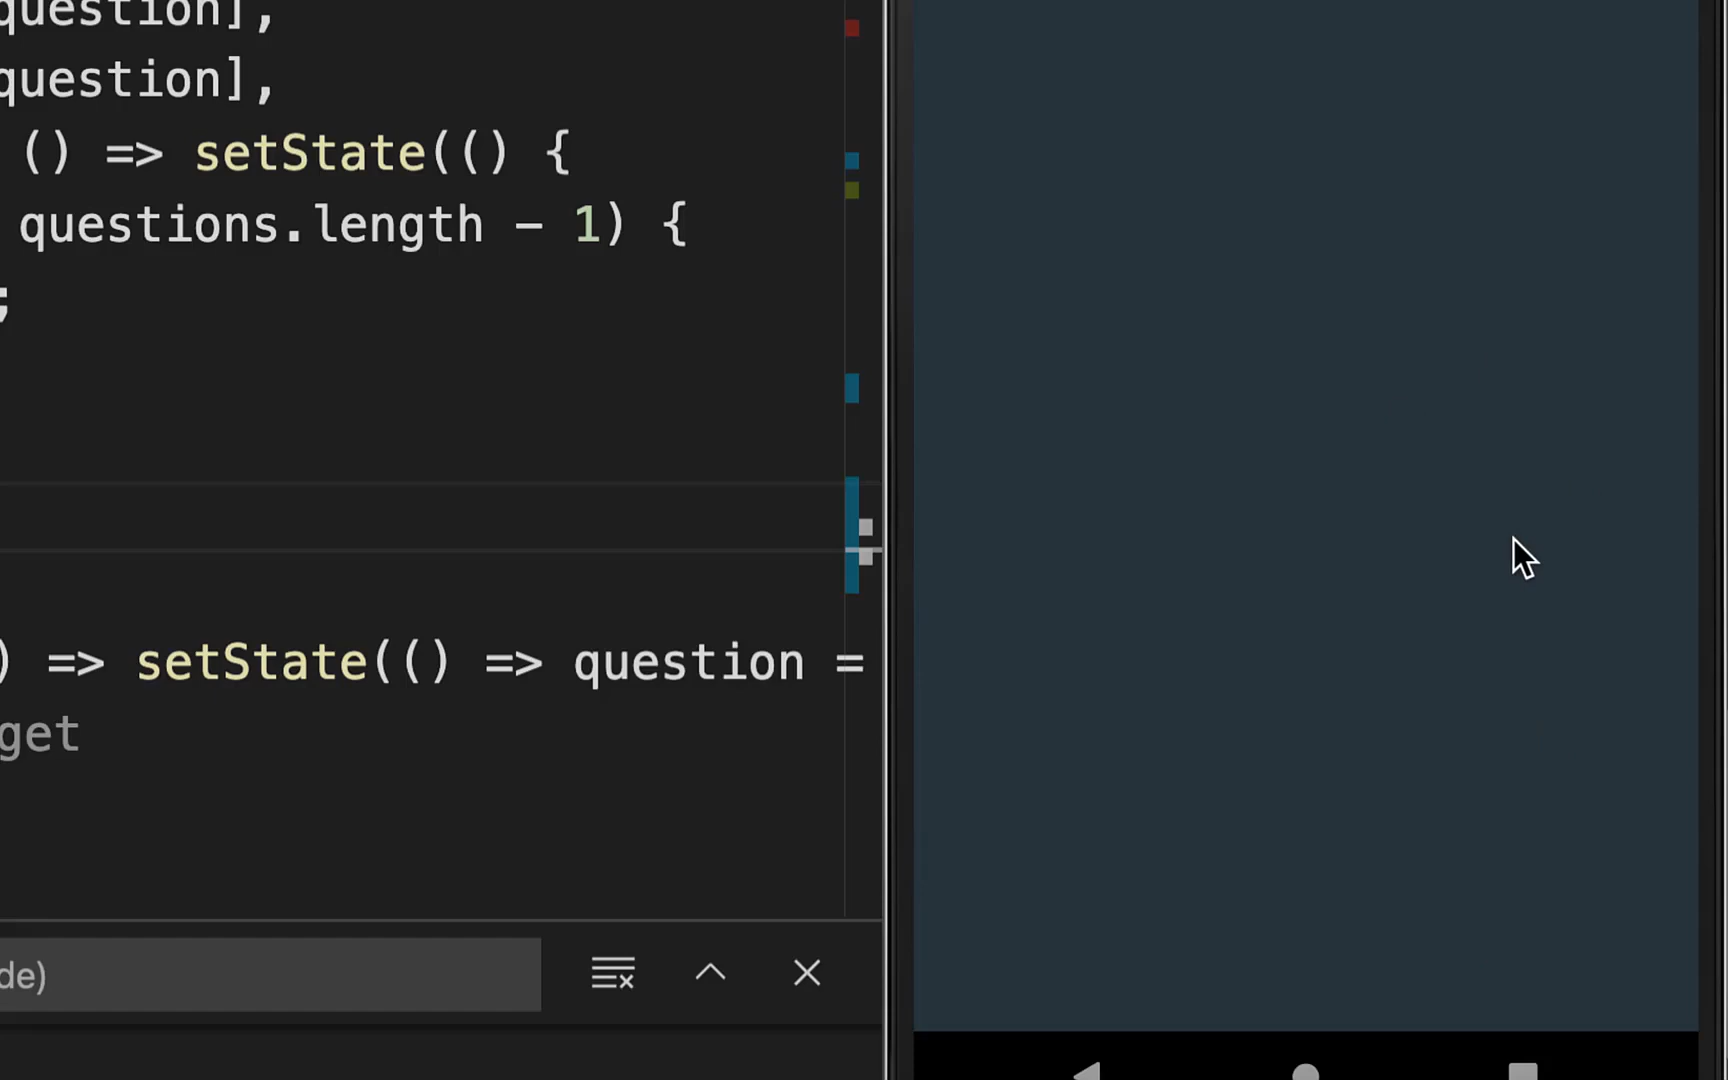 question],
question],
() => setState(() {
questions.length - 1) {
;
) => setState(() => question =
get
de)